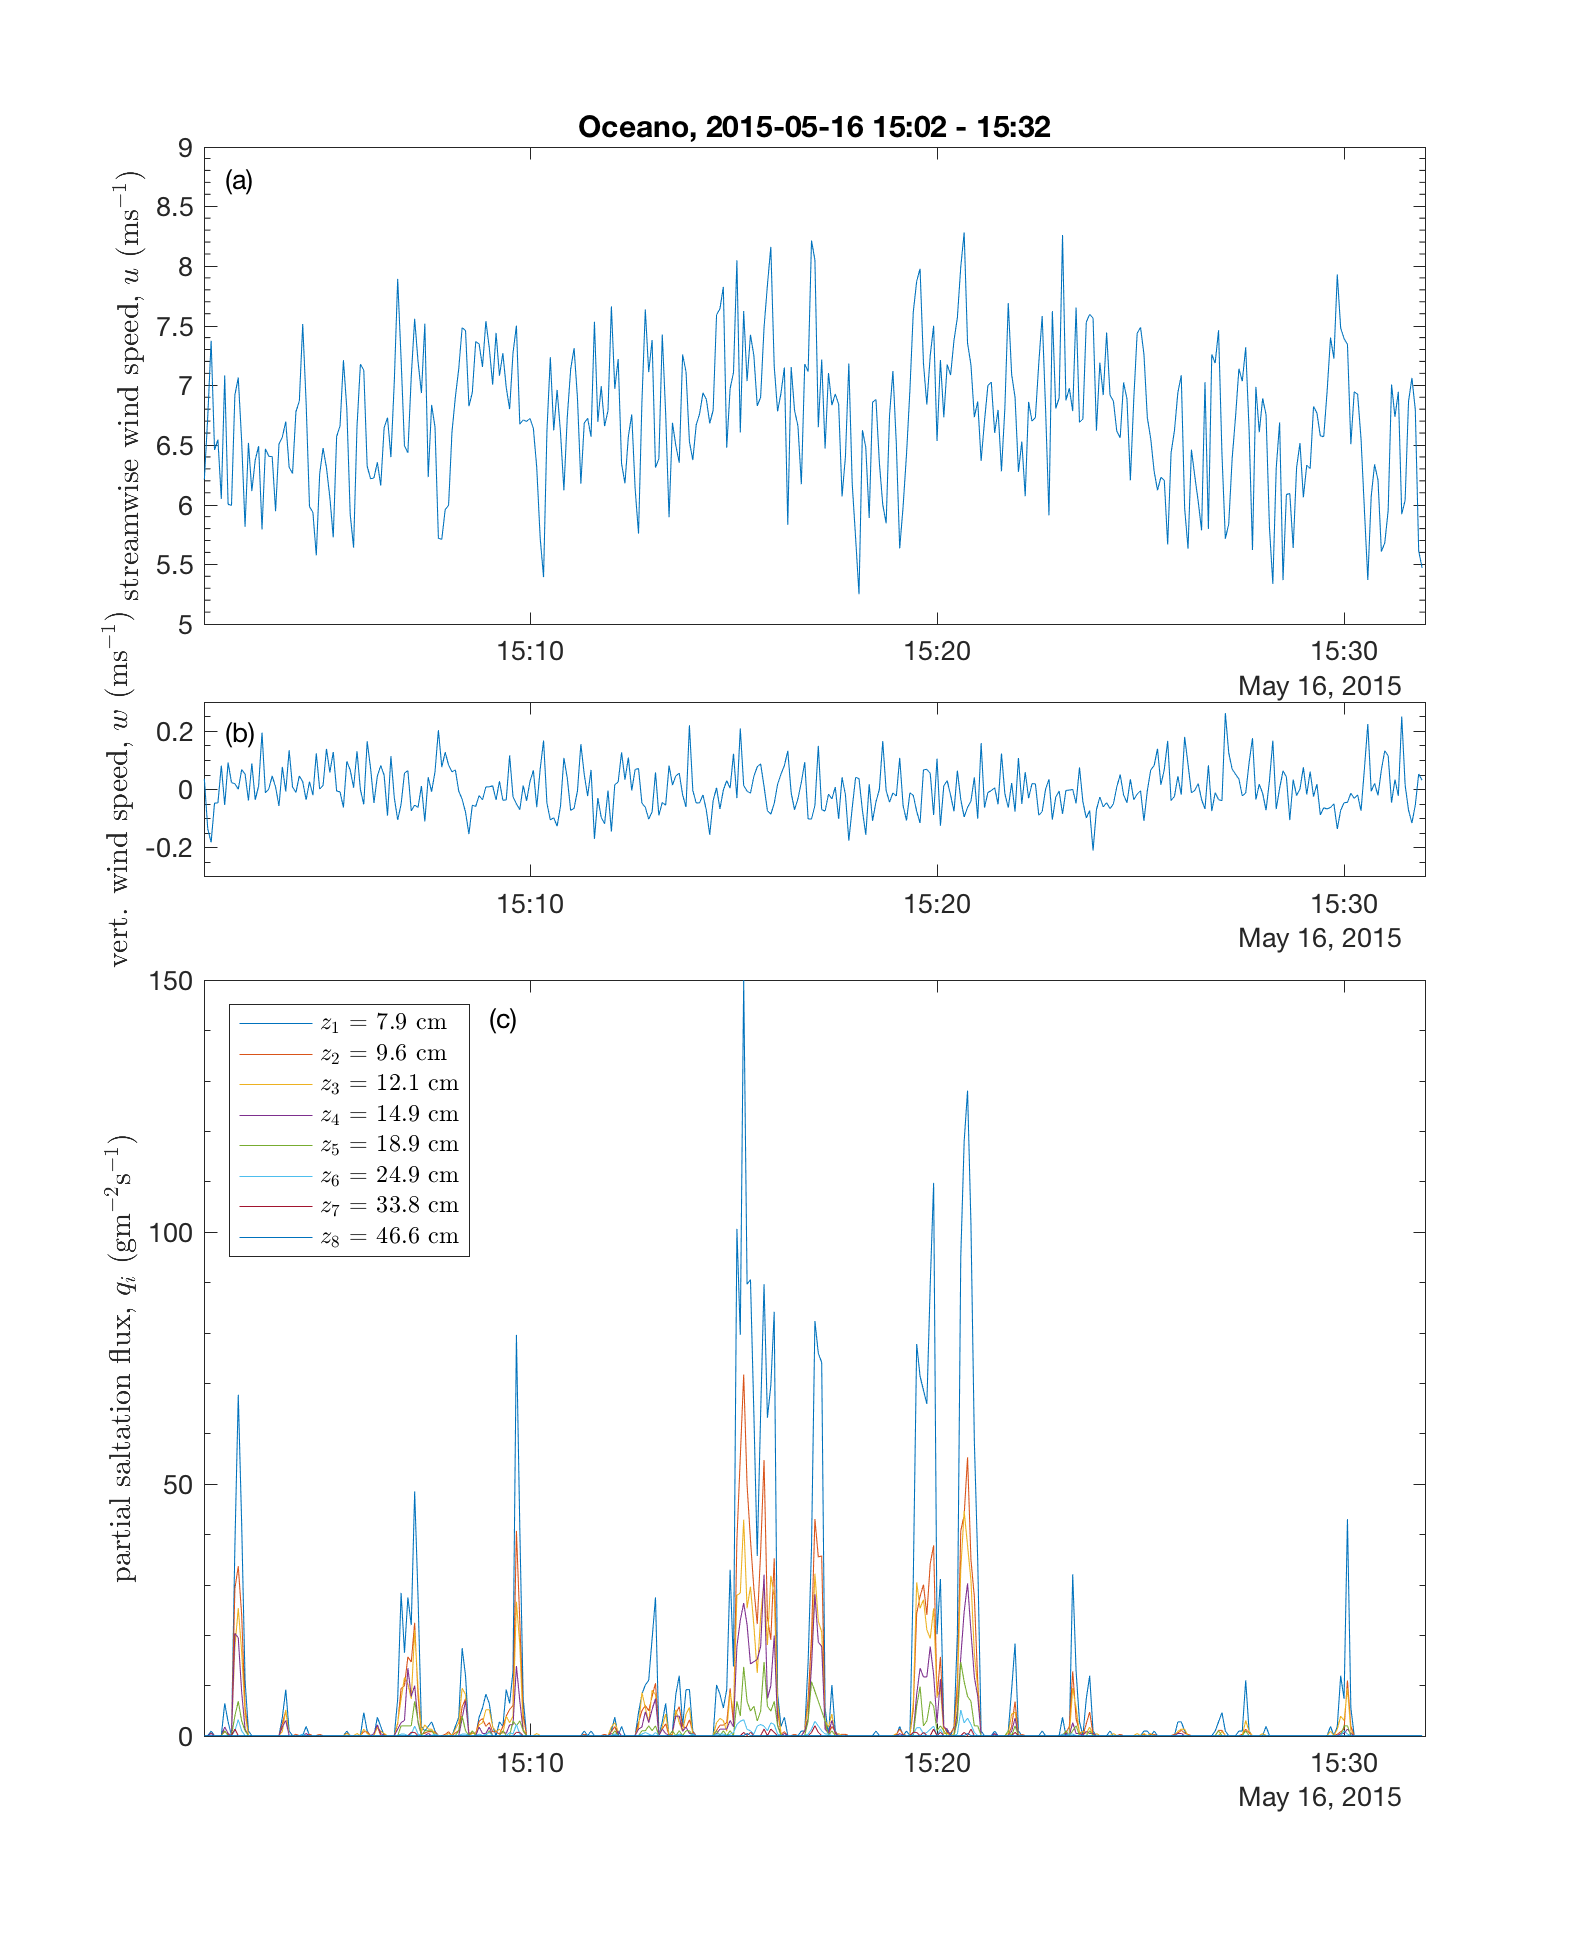 Oceano, 2015-05-16 15:02 - 15:32
(a)
streamwise wind speed, u (ms⁻¹)
9
8.5
8
7.5
7
6.5
6
5.5
5
15:10 15:20 15:30
May 16, 2015
(b)
vert. wind speed, w (ms⁻¹)
0.2
0
-0.2
15:10 15:20 15:30
May 16, 2015
(c)
partial saltation flux, qᵢ (gm⁻²s⁻¹)
150
100
50
0
z₁ = 7.9 cm
z₂ = 9.6 cm
z₃ = 12.1 cm
z₄ = 14.9 cm
z₅ = 18.9 cm
z₆ = 24.9 cm
z₇ = 33.8 cm
z₈ = 46.6 cm
15:10 15:20 15:30
May 16, 2015